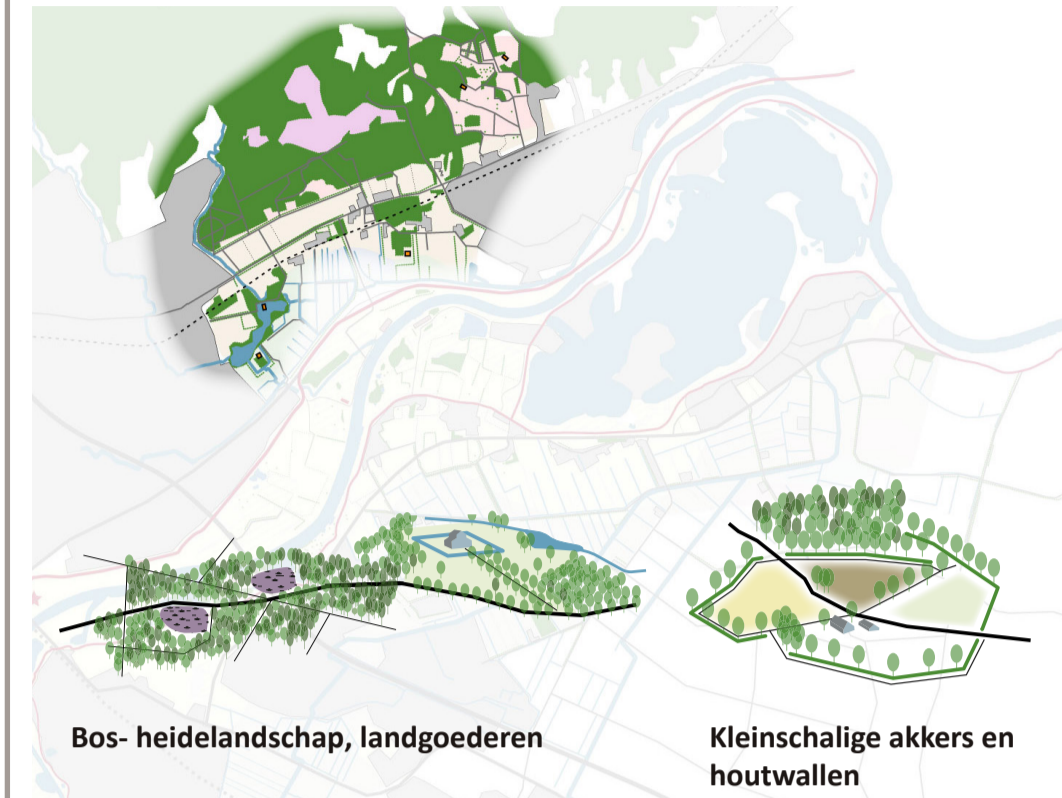 Bos- heidelandschap, landgoederen
Kleinschalige akkers en
houtwallen